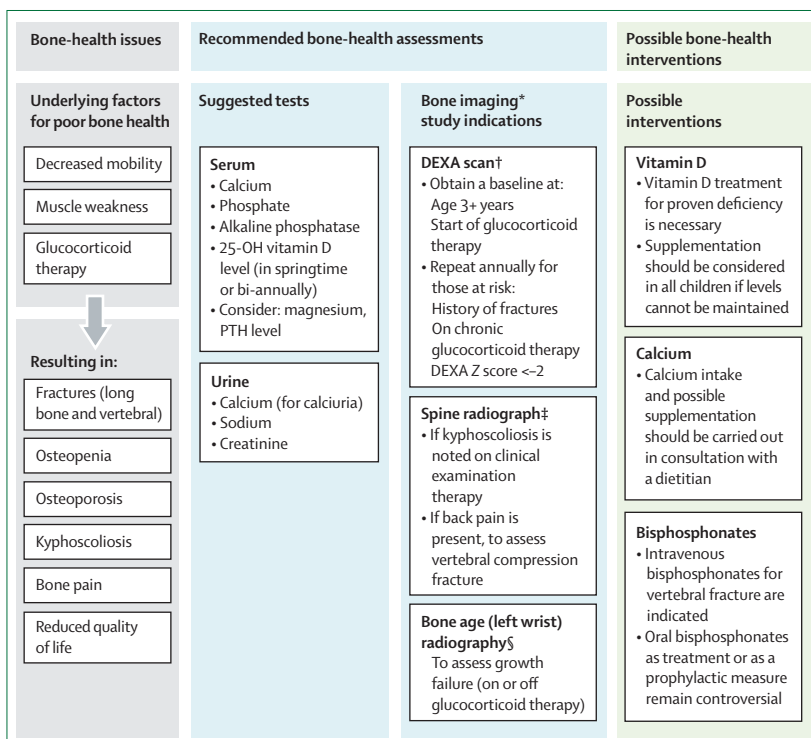 Bone-health issues
Recommended bone-health assessments
Possible bone-health
interventions
Underlying factors
for poor bone health
Decreased mobility
Muscle weakness
Glucocorticoid
therapy
Resulting in:
Fractures (long
bone and vertebral)
Osteopenia
Osteoporosis
Kyphoscoliosis
Bone pain
Reduced quality
of life
Suggested tests
Serum
• Calcium
• Phosphate
• Alkaline phosphatase
• 25-OH vitamin D
level (in springtime
or bi-annually)
• Consider: magnesium,
PTH level
Urine
• Calcium (for calciuria)
• Sodium
• Creatinine
Bone imaging*
study indications
DEXA scan†
• Obtain a baseline at:
Age 3+ years
Start of glucocorticoid
therapy
• Repeat annually for
those at risk:
History of fractures
On chronic
glucocorticoid therapy
DEXA Z score <–2
Spine radiograph‡
• If kyphoscoliosis is
noted on clinical
examination
therapy
• If back pain is
present, to assess
vertebral compression
fracture
Bone age (left wrist)
radiography§
To assess growth
failure (on or off
glucocorticoid therapy)
Possible
interventions
Vitamin D
• Vitamin D treatment
for proven deficiency
is necessary
• Supplementation
should be considered
in all children if levels
cannot be maintained
Calcium
• Calcium intake
and possible
supplementation
should be carried out
in consultation with
a dietitian
Bisphosphonates
• Intravenous
bisphosphonates for
vertebral fracture are
indicated
• Oral bisphosphonates
as treatment or as a
prophylactic measure
remain controversial